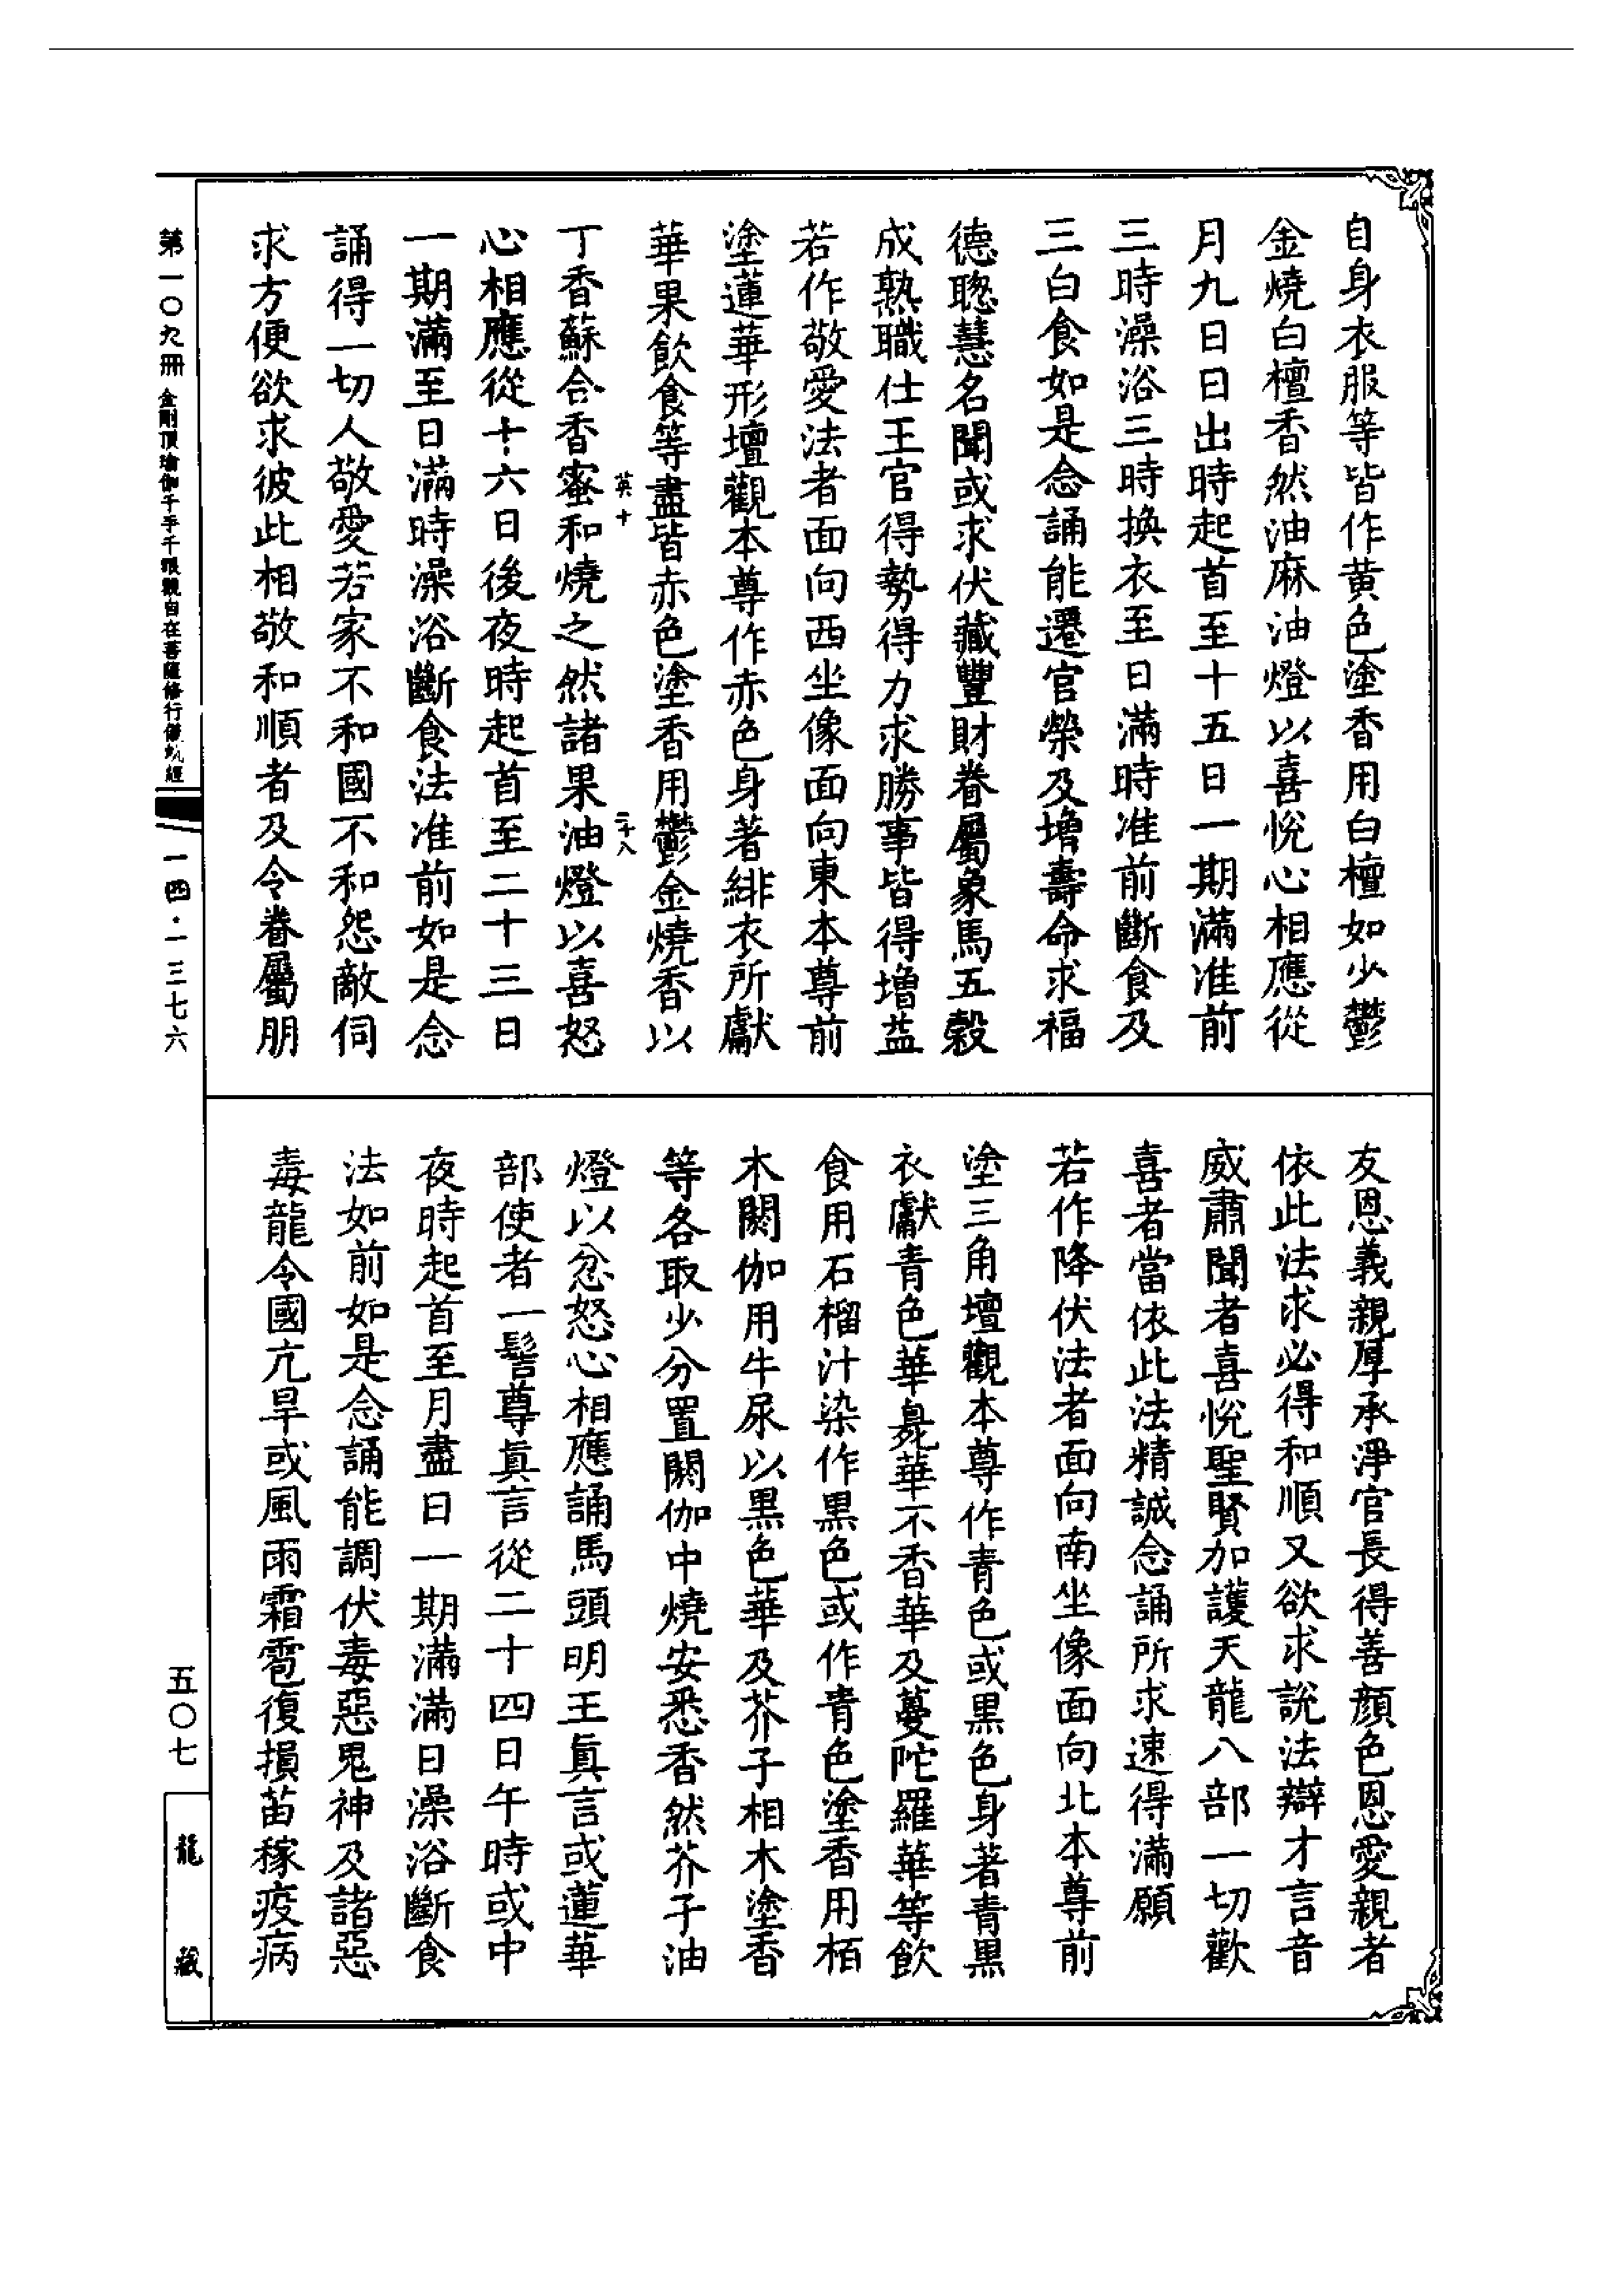 自身衣服等皆作黃色塗香用白檀如少鬱
金燒白檀香然油麻油燈以喜悅心相應從
月九日日出時起首至十五日一期滿准前
三時澡浴三時換衣至日滿時准前斷食及
三白食如是念誦能遷官榮及增壽命求福
德聰慧名聞或求伏藏豐財眷屬象馬五穀
成熟職仕王官得勢得力求勝事皆得增益
若作敬愛法者面向西坐像面向東本尊前
塗蓮華形壇觀本尊作赤色身著緋衣所獻
華果飲食等盡皆赤色塗香用鬱金燒香以
英十
二十八
丁香蘇合香蜜和燒之然諸果油燈以喜怒
心相應從十六日後夜時起首至二十三日
一期滿至日滿時澡浴斷食法准前如是念
誦得一切人敬愛若家不和國不和怨敵伺
求方便欲求彼此相敬和順者及令眷屬朋
友恩義親厚承淨官長得善顏色恩愛親者
依此法求必得和順又欲求說法辯才言音
威肅聞者喜悅聖賢加護天龍八部一切歡
喜者當依此法精誠念誦所求速得滿願
若作降伏法者面向南坐像面向北本尊前
塗三角壇觀本尊作青色或黑色身著青黑
衣獻青色華臰華不香華及蔓陀羅華等飲
食用石榴汁染作黑色或作青色塗香用栢
木閼伽用牛尿以黑色華及芥子相木塗香
等各取少分置閼伽中燒安悉香然芥子油
燈以忿怒心相應誦馬頭明王真言或蓮華
部使者一髻尊真言從二十四日午時或中
夜時起首至月盡日一期滿滿日澡浴斷食
法如前如是念誦能調伏毒惡鬼神及諸惡
毒龍令國亢旱或風雨霜雹復損苗稼疫病
第一〇九冊 金剛頂瑜伽千手千眼觀自在菩薩修行儀軌經
一四·一三七六
五〇七
龍藏